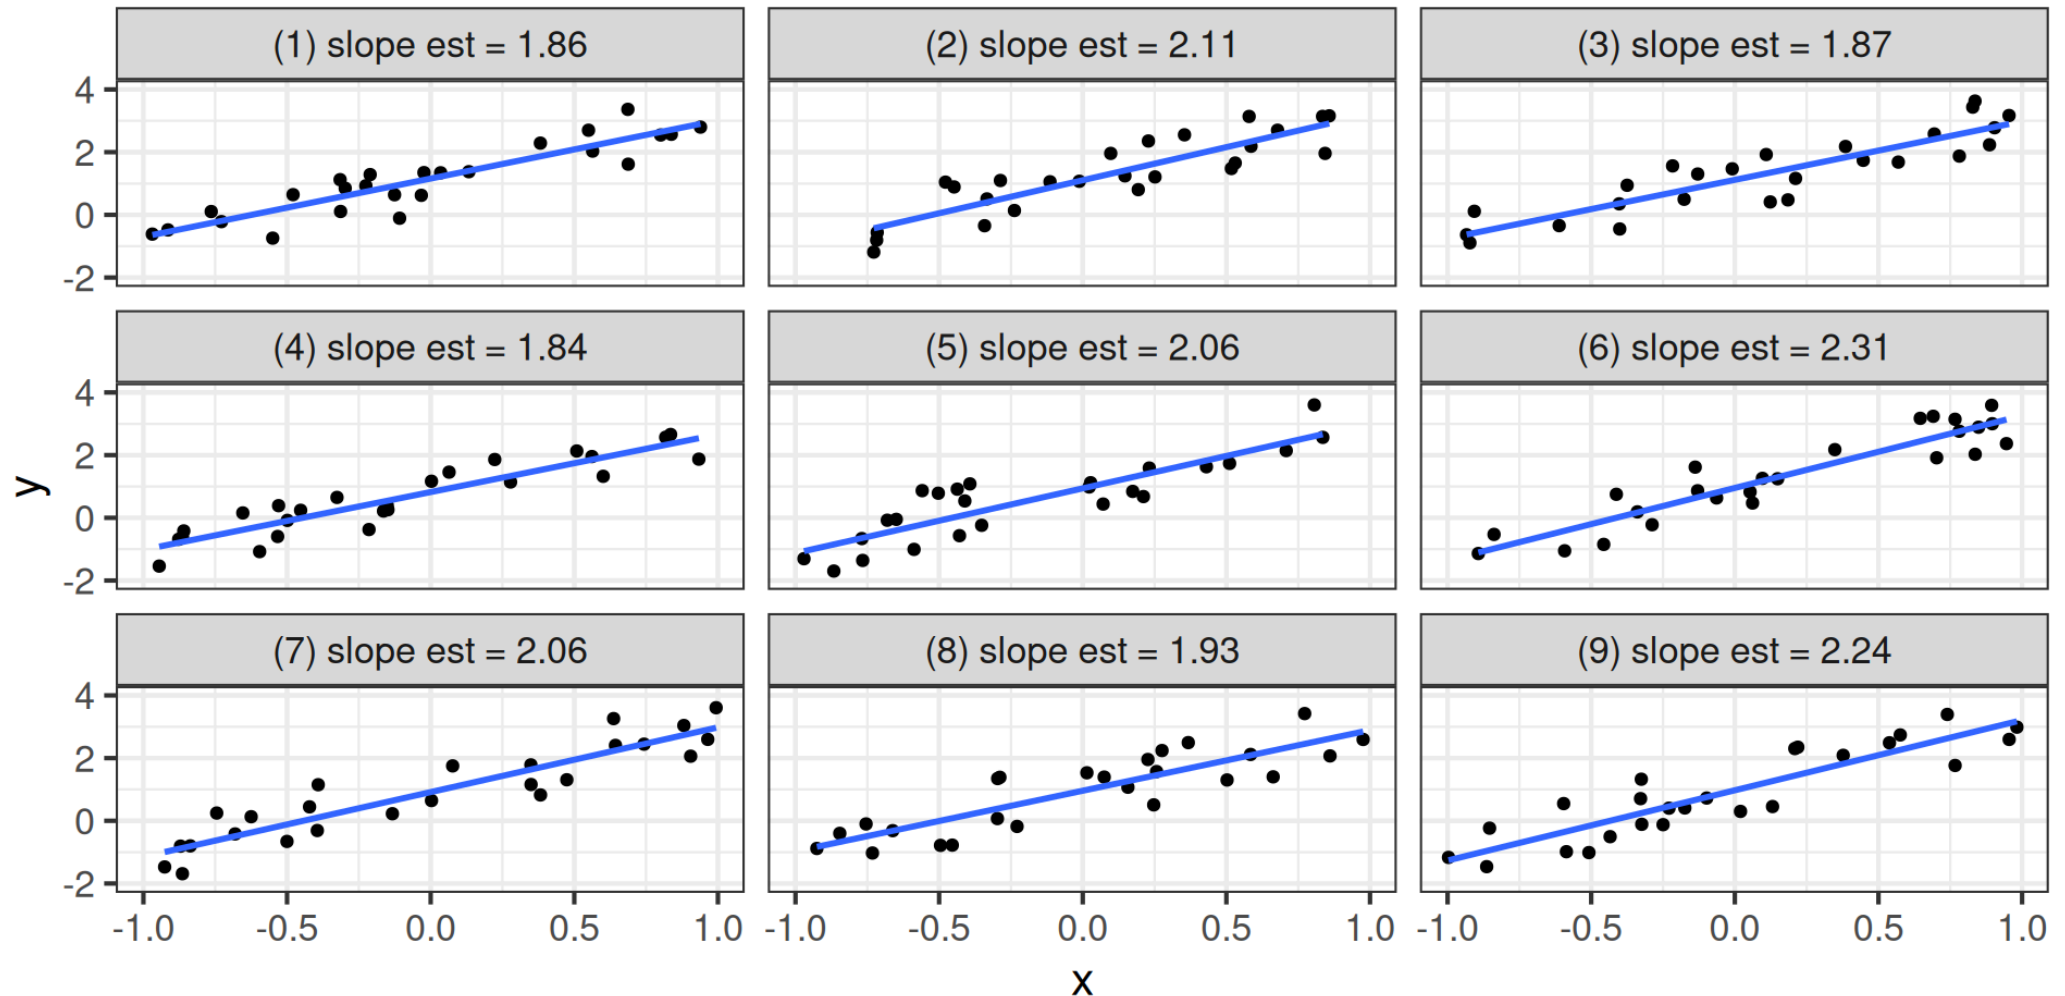 (1) slope est = 1.86
(2) slope est = 2.11
(3) slope est = 1.87
4
2
0
-2
(4) slope est = 1.84
(5) slope est = 2.06
(6) slope est = 2.31
4
2
0
-2
y
(7) slope est = 2.06
(8) slope est = 1.93
(9) slope est = 2.24
4
2
0
-2
-1.0 -0.5 0.0 0.5 1.0
-1.0 -0.5 0.0 0.5 1.0
-1.0 -0.5 0.0 0.5 1.0
x